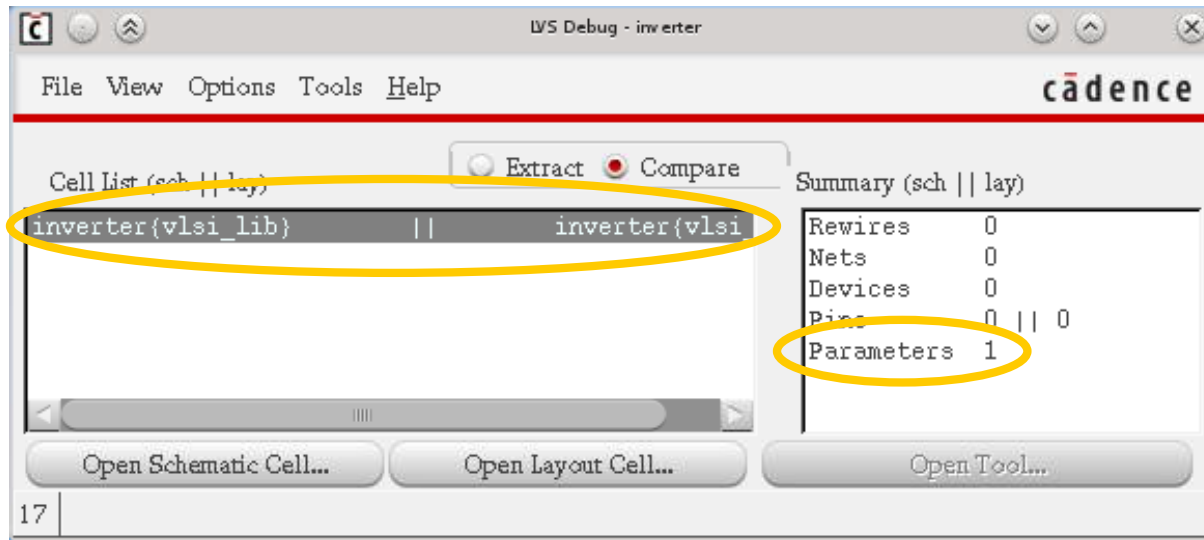 LVS Debug - inverter
File View Options Tools Help
cādence
Extract Compare
Cell List (sch || lay)
Summary (sch || lay)
inverter{vlsi_lib} || inverter{vlsi_
Rewires 0
Nets 0
Devices 0
Pins 0 || 0
Parameters 1
Open Schematic Cell... Open Layout Cell... Open Tool...
17